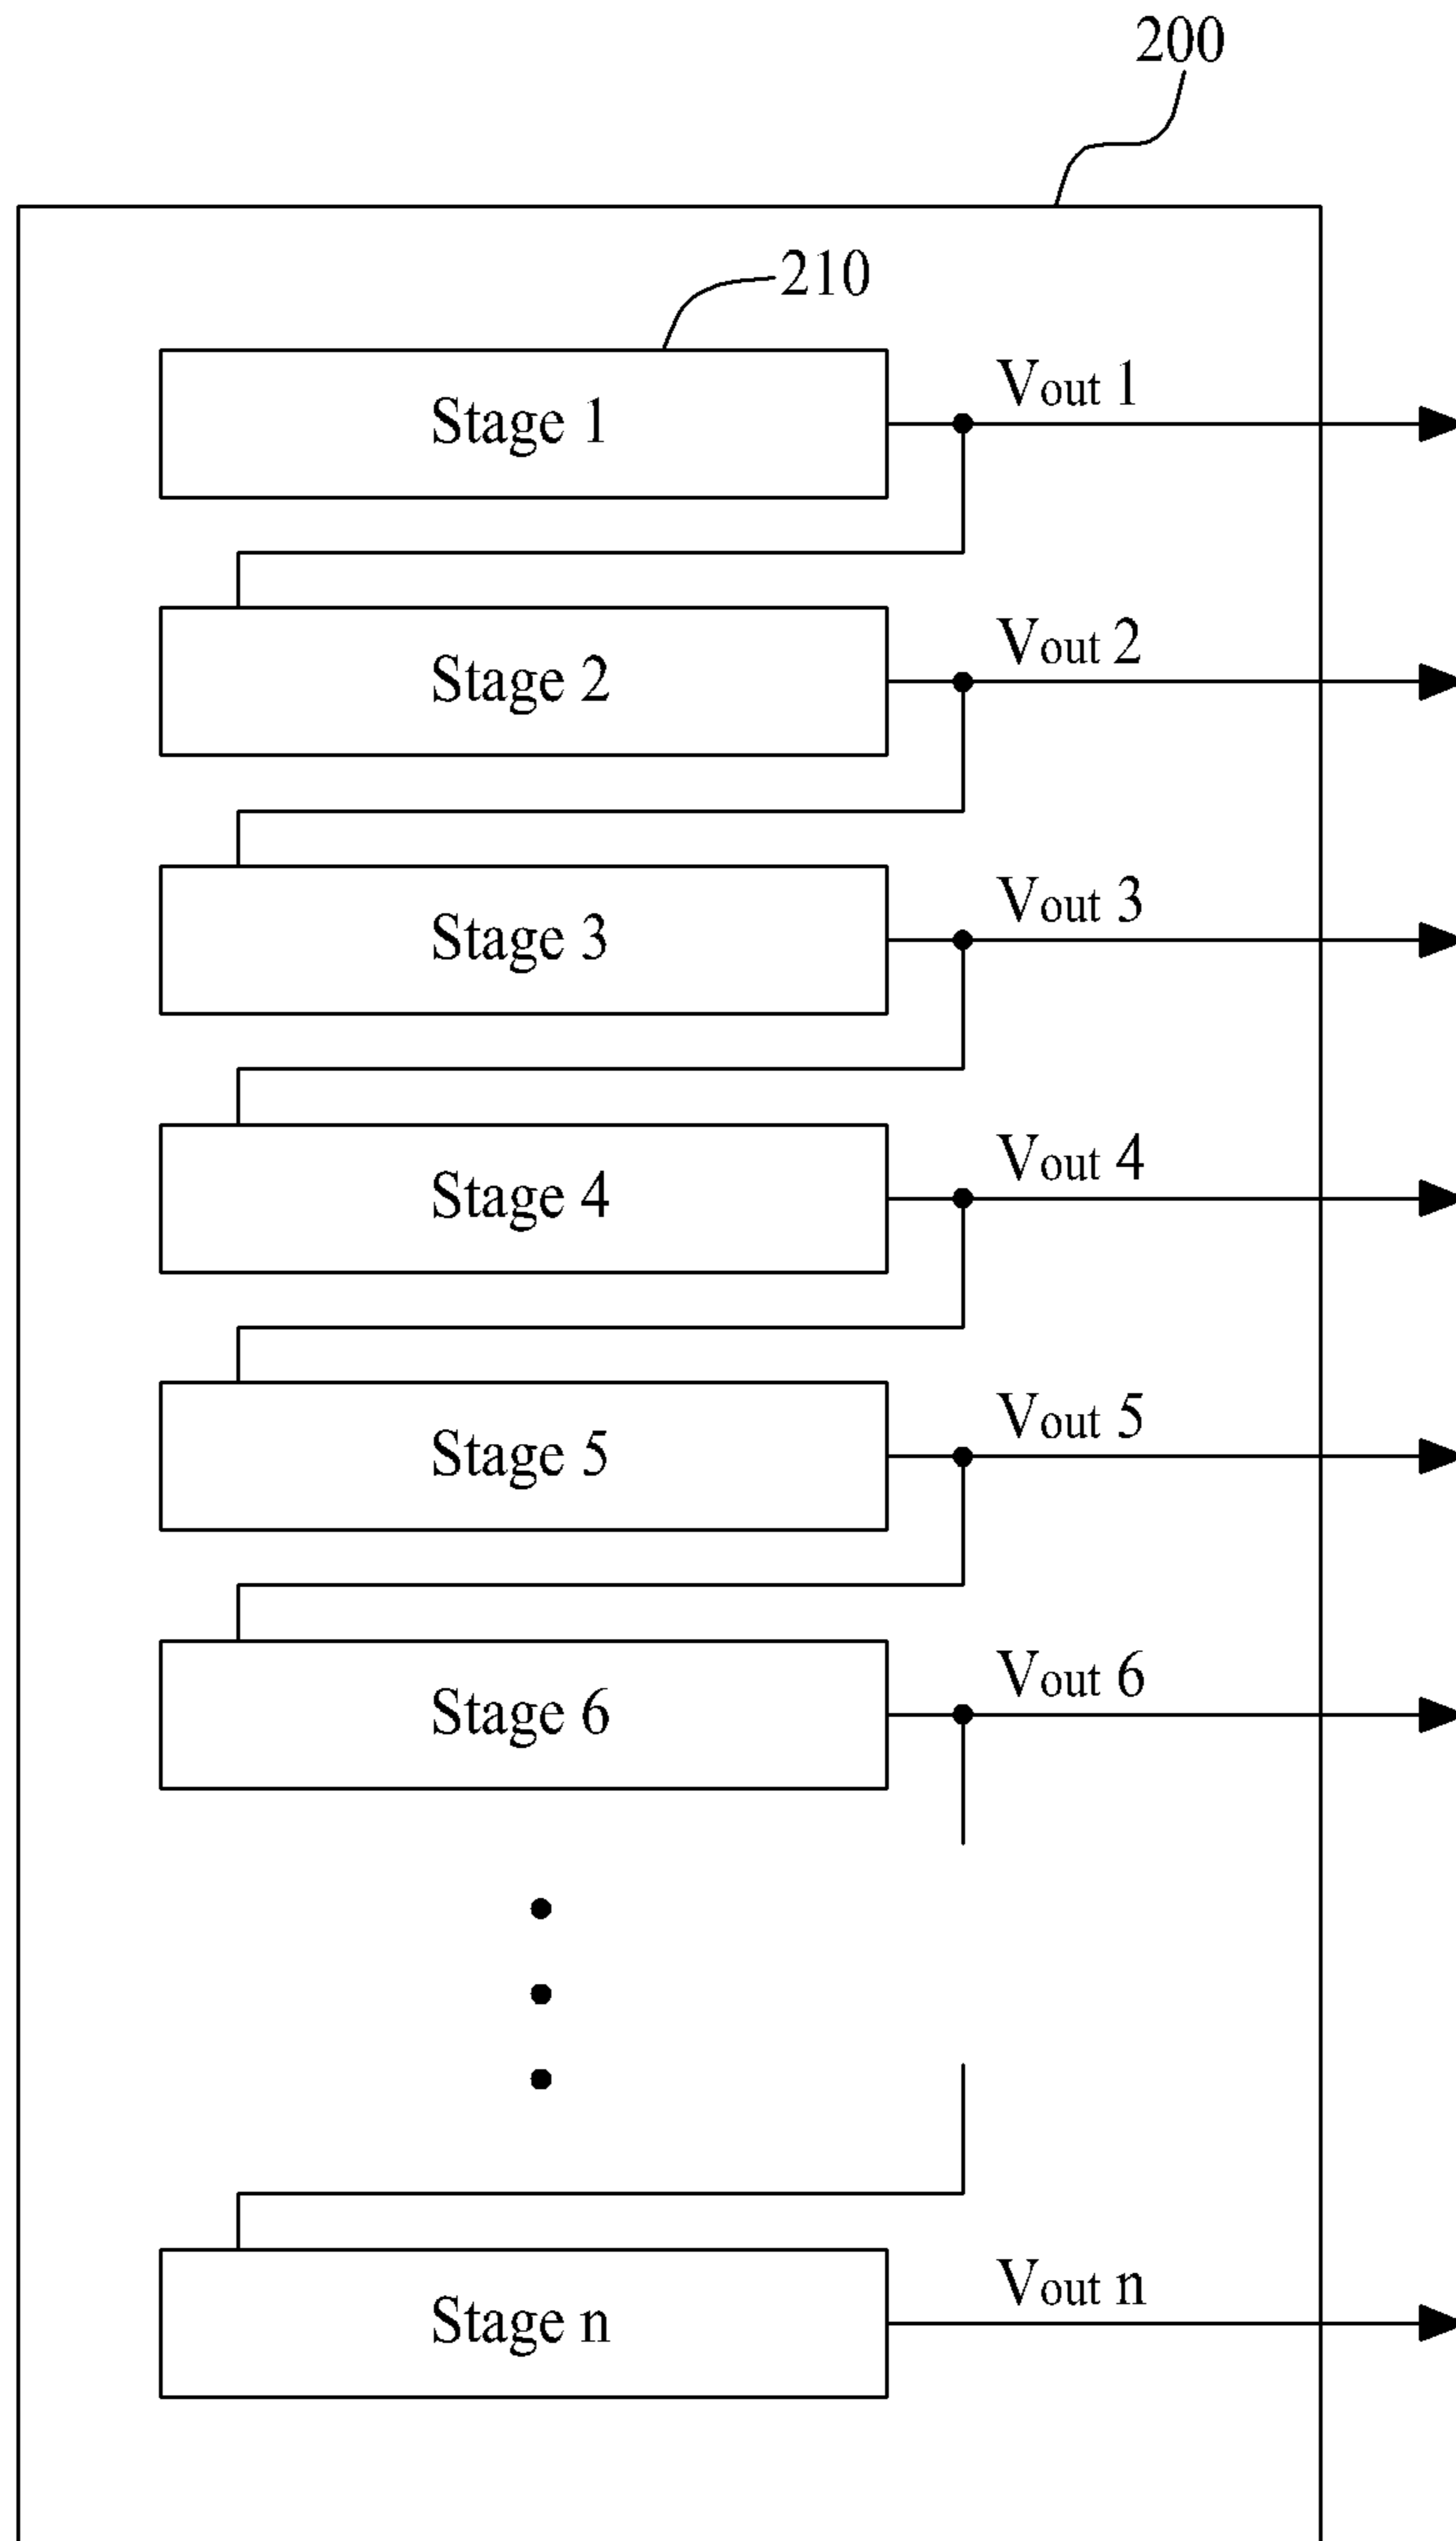 200
210
Stage 1
Vout 1
Stage 2
Vout 2
Stage 3
Vout 3
Stage 4
Vout 4
Stage 5
Vout 5
Stage 6
Vout 6
Stage n
Vout n